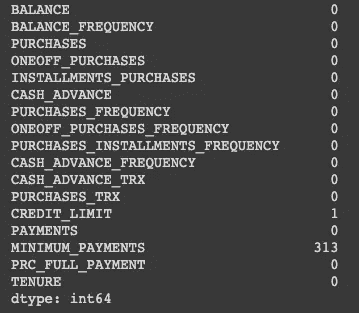 BALANCE 0
BALANCE_FREQUENCY 0
PURCHASES 0
ONEOFF_PURCHASES 0
INSTALLMENTS_PURCHASES 0
CASH_ADVANCE 0
PURCHASES_FREQUENCY 0
ONEOFF_PURCHASES_FREQUENCY 0
PURCHASES_INSTALLMENTS_FREQUENCY 0
CASH_ADVANCE_FREQUENCY 0
CASH_ADVANCE_TRX 0
PURCHASES_TRX 0
CREDIT_LIMIT 1
PAYMENTS 0
MINIMUM_PAYMENTS 313
PRC_FULL_PAYMENT 0
TENURE 0
dtype: int64